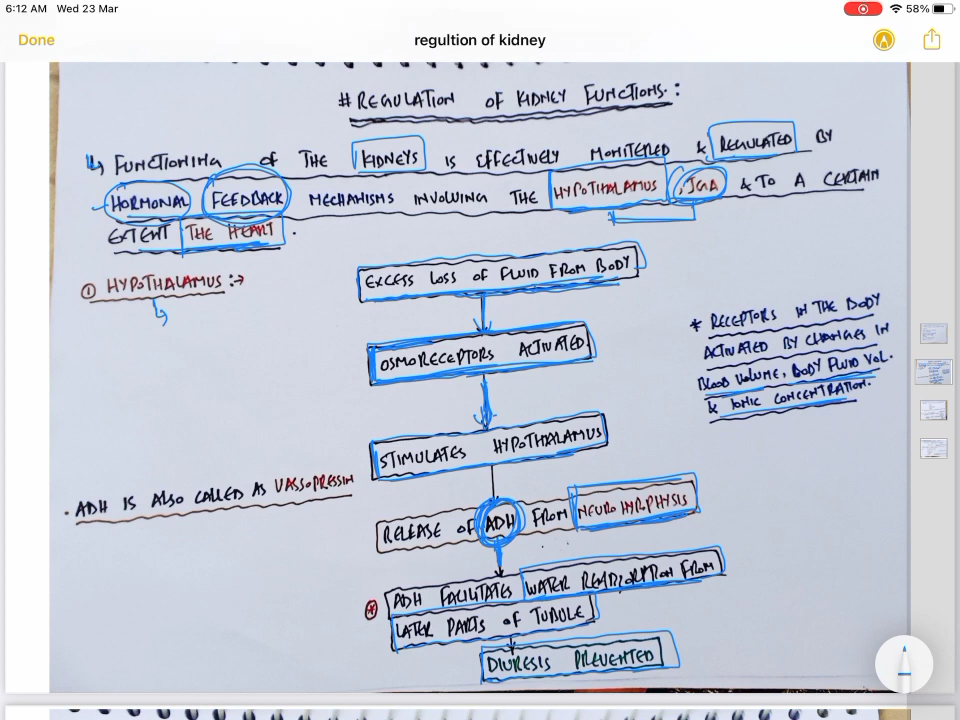 6:12 AM Wed 23 Mar
58%
Done
regultion of kidney
# REGULATION OF KIDNEY FUNCTIONS. :
↳ FUNCTIONING OF THE KIDNEYS IS EFFECTIVELY MONITERED & REGULATED BY
HORMONAL FEEDBACK MECHANISMS INVOLVING THE HYPOTHALAMUS, JGA & TO A CERTAIN
EXTENT THE HEART.
① HYPOTHALAMUS :→
EXCESS LOSS OF FLUID FROM BODY
OSMORECEPTORS ACTIVATED
* RECEPTORS IN THE BODY
ACTIVATED BY CHANGES IN
BLOOD VOLUME, BODY FLUID VOL.
& IONIC CONCENTRATION.
STIMULATES HYPOTHALAMUS
. ADH IS ALSO CALLED AS VASSOPRESSIN
RELEASE OF ADH FROM
* ADH FACILITATES WATER FROM
LATER PARTS OF TUBULE
DIURESIS PREVENTED